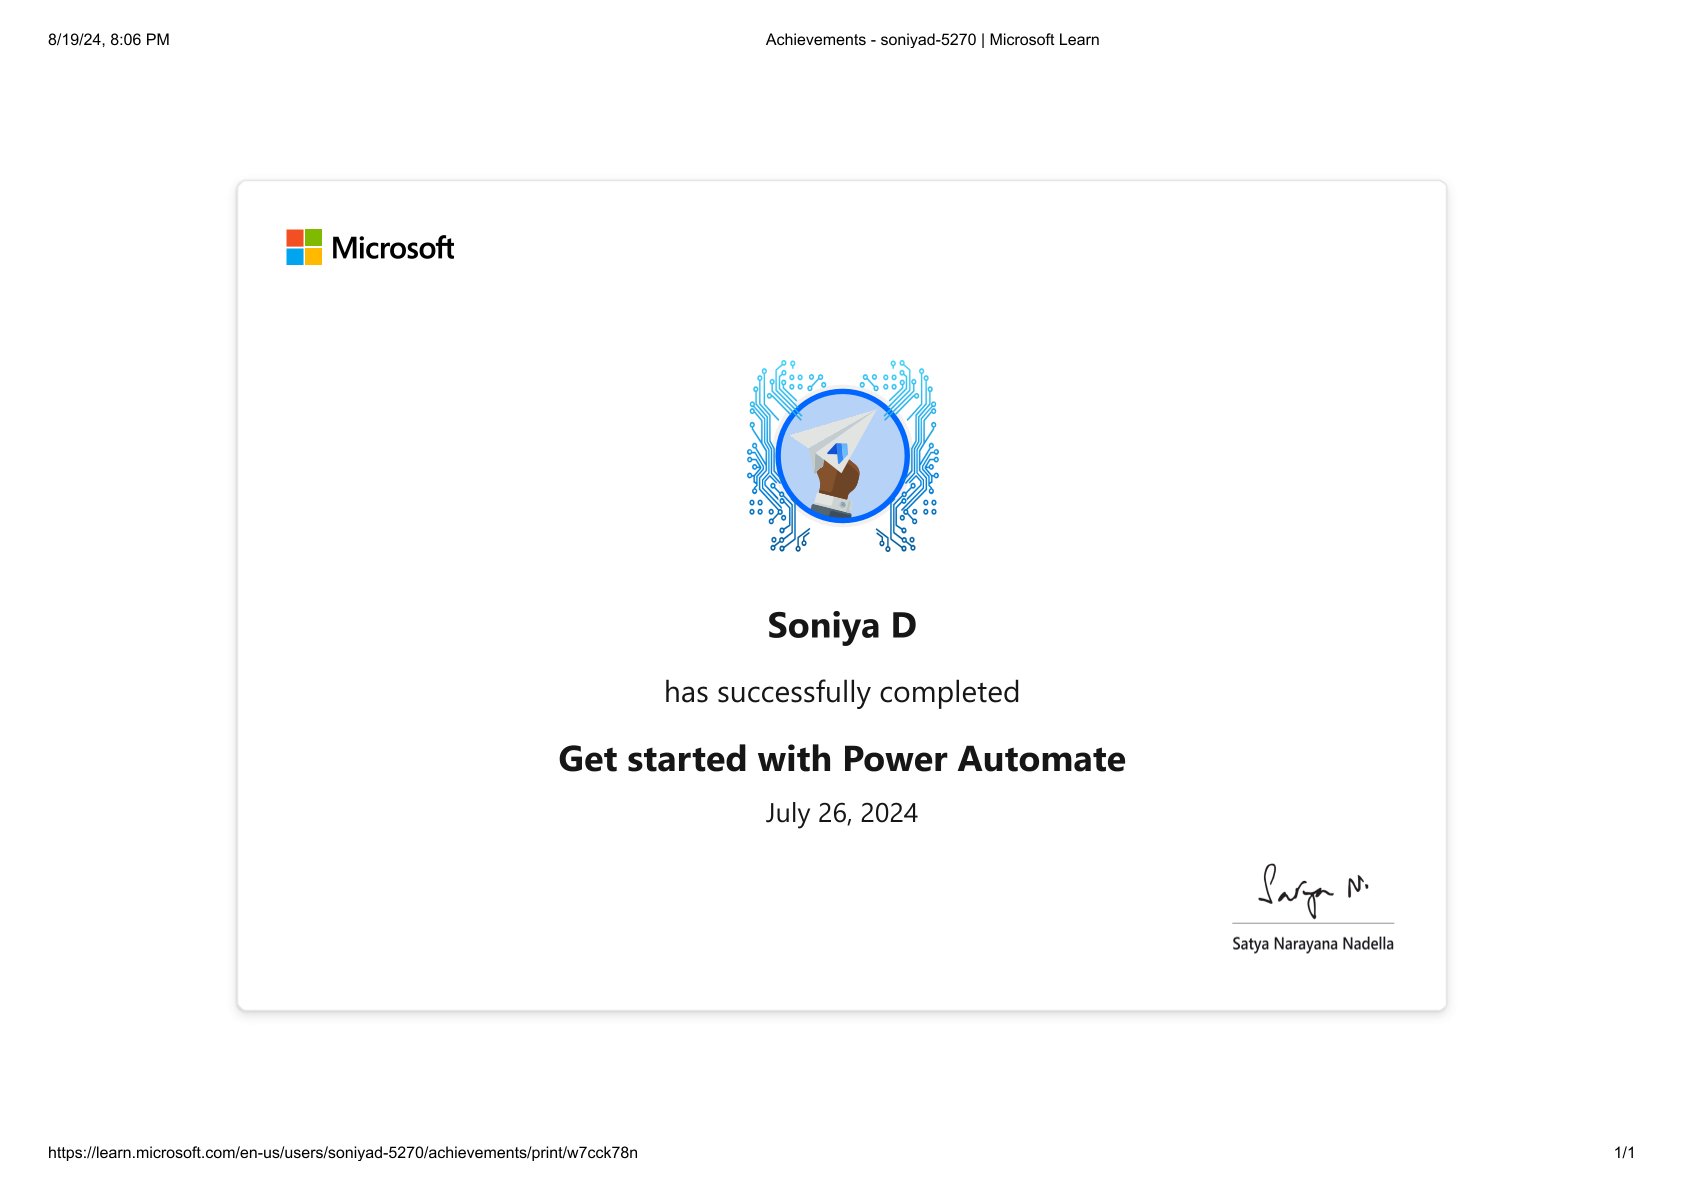 8/19/24, 8:06 PM
Achievements - soniyad-5270 | Microsoft Learn
Microsoft
Soniya D
has successfully completed
Get started with Power Automate
July 26, 2024
Satya N.
Satya Narayana Nadella
https://learn.microsoft.com/en-us/users/soniyad-5270/achievements/print/w7cck78n
1/1